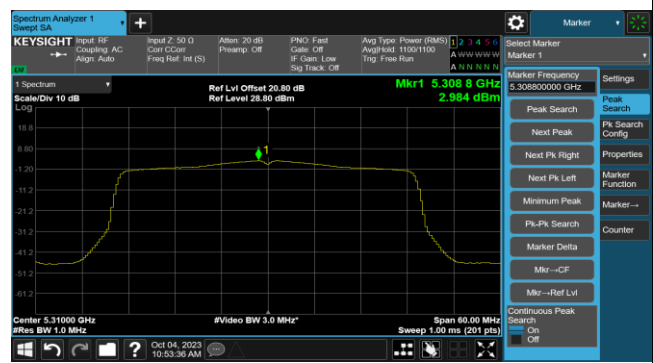 Spectrum Analyzer 1
Swept SA
+
Marker
KEYSIGHT
Input: RF
Coupling: AC
Align: Auto
Input Z: 50 Ω
Corr CCorr
Freq Ref: Int (S)
Atten: 20 dB
Preamp: Off
PNO: Fast
Gate: Off
IF Gain: Low
Sig Track: Off
Avg Type: Power (RMS)
Avg|Hold: 1100/1100
Trig: Free Run
1 2 3 4 5 6
A W W W W W
A N N N N N
Select Marker
Marker 1
1 Spectrum
Scale/Div 10 dB
Log
Ref Lvl Offset 20.80 dB
Ref Level 28.80 dBm
Mkr1 5.308 8 GHz
2.984 dBm
18.8
8.80
-1.20
-11.2
-21.2
-31.2
-41.2
-51.2
-61.2
1
Center 5.31000 GHz
#Res BW 1.0 MHz
#Video BW 3.0 MHz*
Span 60.00 MHz
Sweep 1.00 ms (201 pts)
Marker Frequency
5.308800000 GHz
Peak Search
Next Peak
Next Pk Right
Next Pk Left
Minimum Peak
Pk-Pk Search
Marker Delta
Mkr→CF
Mkr→Ref Lvl
Continuous Peak
Search
On
Off
Settings
Peak
Search
Pk Search
Config
Properties
Marker
Function
Marker→
Counter
?
Oct 04, 2023
10:53:36 AM